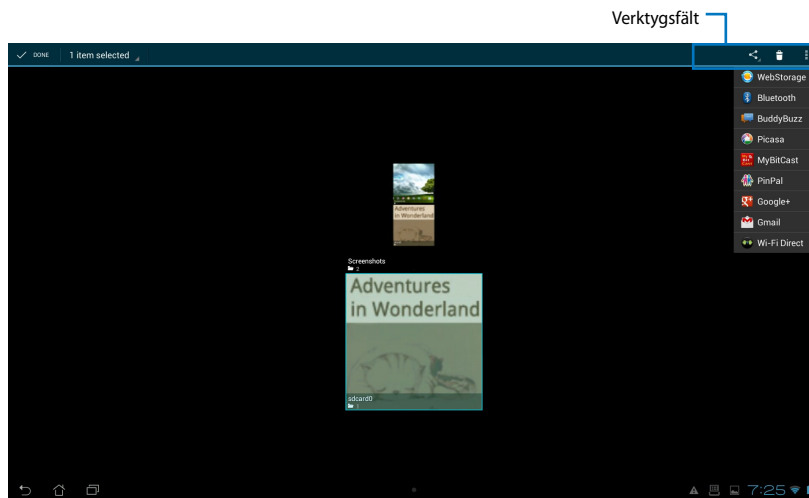 Verktygsfält
DONE
1 item selected
WebStorage
Bluetooth
BuddyBuzz
Picasa
MyBitCast
PinPal
Google+
Gmail
Wi-Fi Direct
Adventures
in Wonderland
Screenshots
2
Adventures
in Wonderland
sdcard0
1
7:25